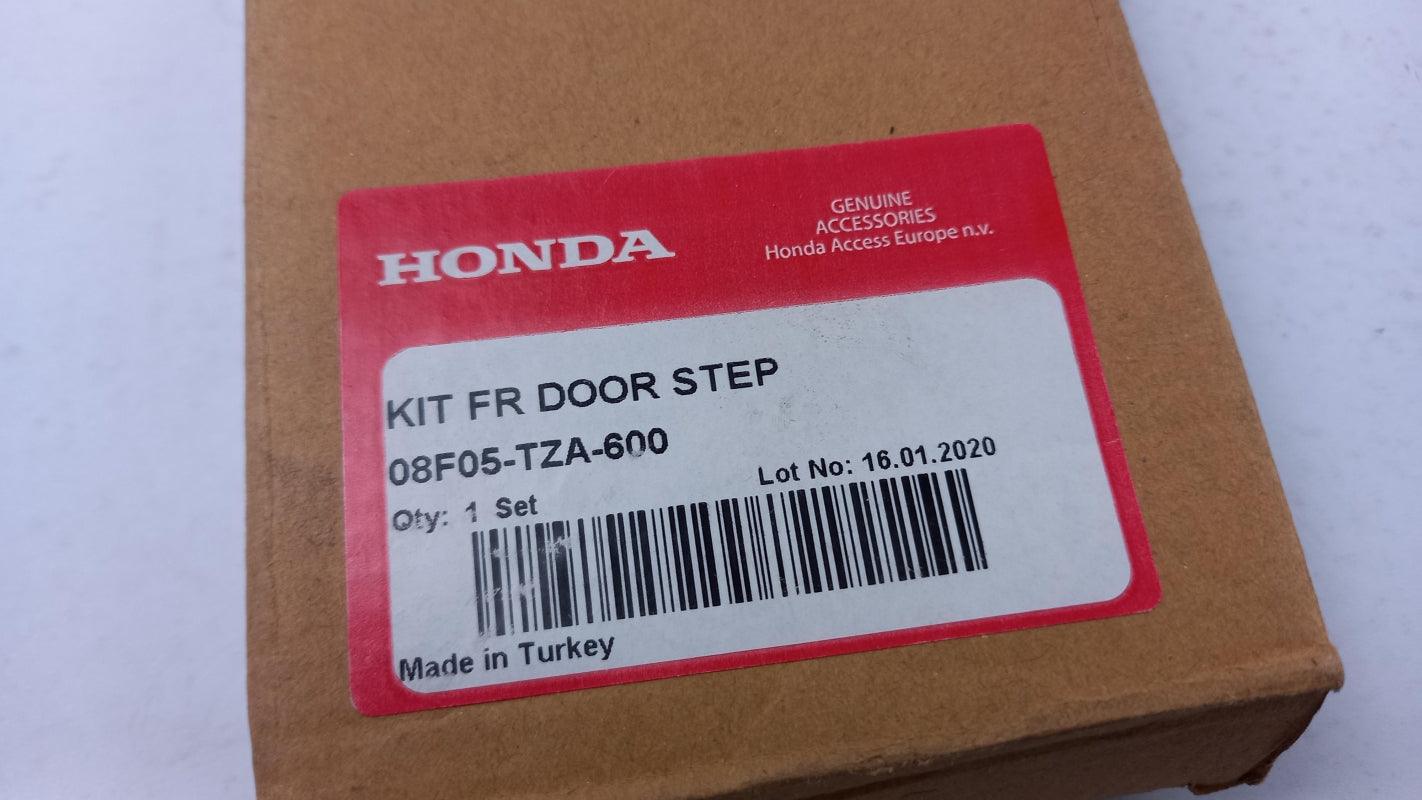 HONDA
GENUINE
ACCESSORIES
Honda Access Europe n.v.
KIT FR DOOR STEP
08F05-TZA-600
Qty: 1 Set
Lot No: 16.01.2020
Made in Turkey